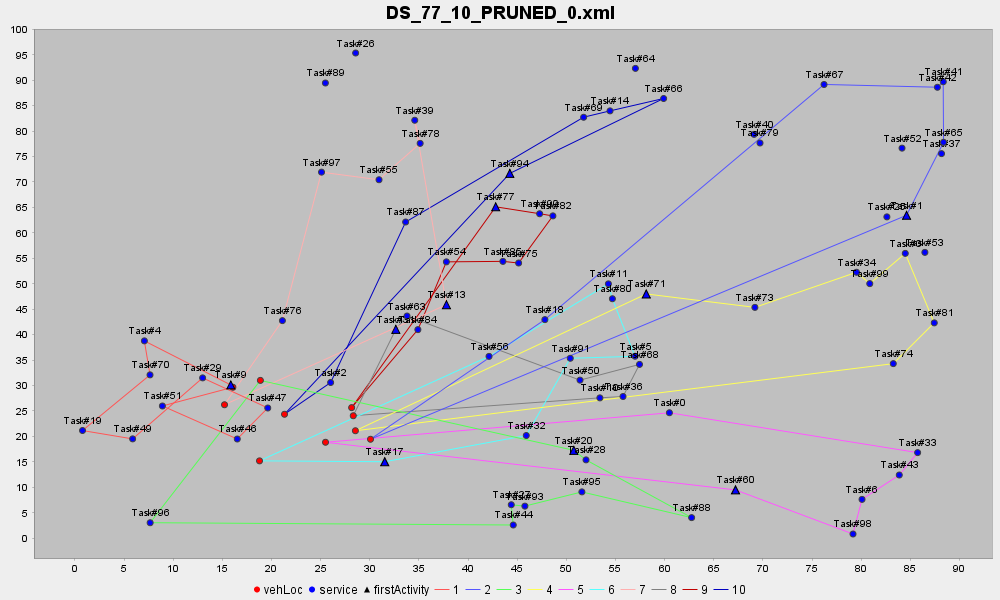 DS_77_10_PRUNED_0.xml
100
95
90
85
80
75
70
65
60
55
50
45
40
35
30
25
20
15
10
5
0
Task#26
Task#64
Task#89
Task#67
Task#41
Task#42
Task#66
Task#14
Task#69
Task#39
Task#78
Task#40
Task#79
Task#65
Task#52
Task#37
Task#97
Task#55
Task#94
Task#77
Task#82
Task#87
Task#1
Task#54
Task#75
Task#53
Task#34
Task#99
Task#11
Task#80
Task#71
Task#73
Task#13
Task#63
Task#84
Task#18
Task#76
Task#81
Task#4
Task#56
Task#91
Task#5
Task#68
Task#74
Task#70
Task#29
Task#9
Task#2
Task#50
Task#36
Task#51
Task#47
Task#0
Task#19
Task#49
Task#46
Task#32
Task#20
Task#28
Task#17
Task#33
Task#43
Task#60
Task#95
Task#6
Task#93
Task#96
Task#44
Task#88
Task#98
0 5 10 15 20 25 30 35 40 45 50 55 60 65 70 75 80 85 90
vehLoc service firstActivity 1 2 3 4 5 6 7 8 9 10